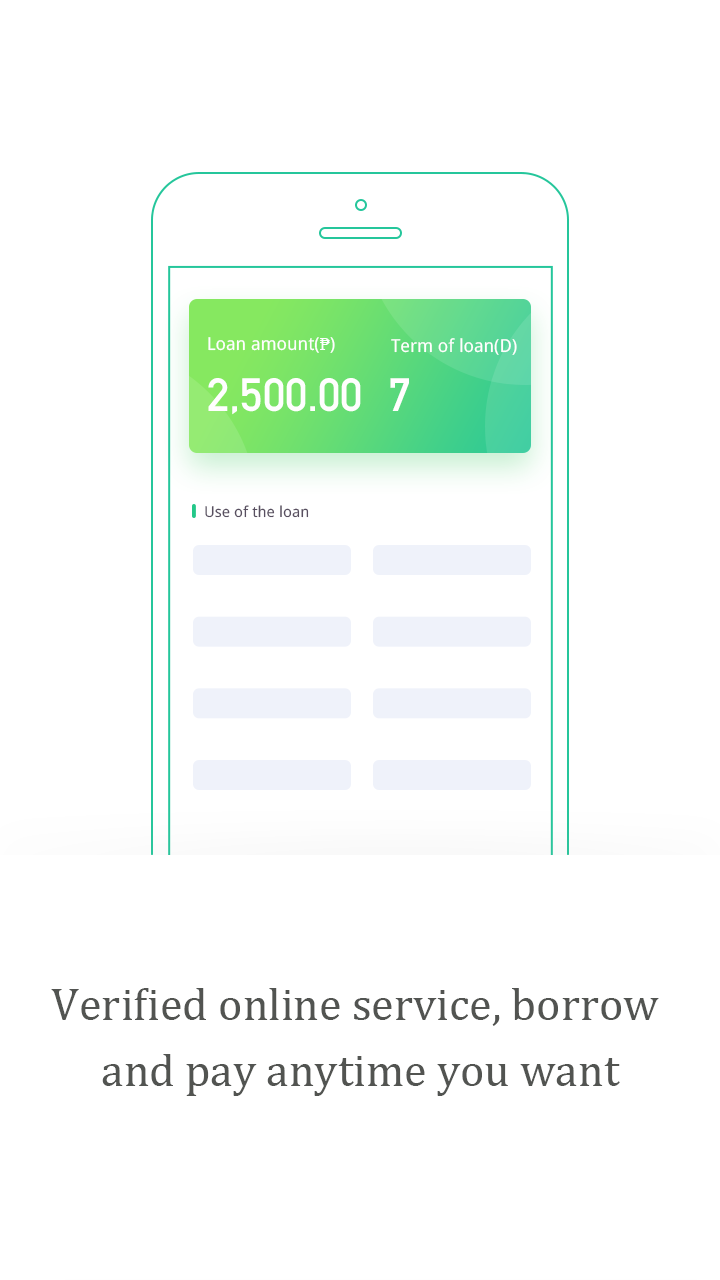 Loan amount(₱)
Term of loan(D)
2,500.00
7
Use of the loan
Verified online service, borrow
and pay anytime you want